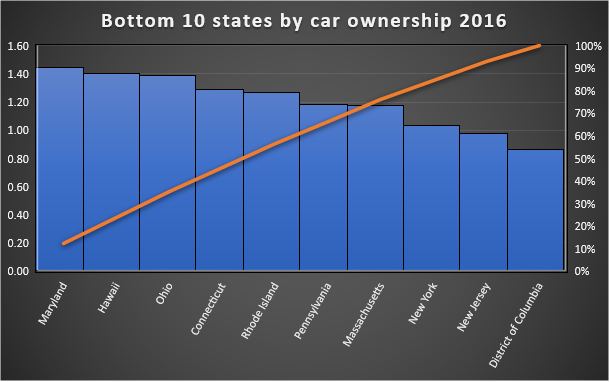 Bottom 10 states by car ownership 2016
1.60
1.40
1.20
1.00
0.80
0.60
0.40
0.20
0.00
100%
90%
80%
70%
60%
50%
40%
30%
20%
10%
0%
Maryland
Hawaii
Ohio
Connecticut
Rhode Island
Pennsylvania
Massachusetts
New York
New Jersey
District of Columbia